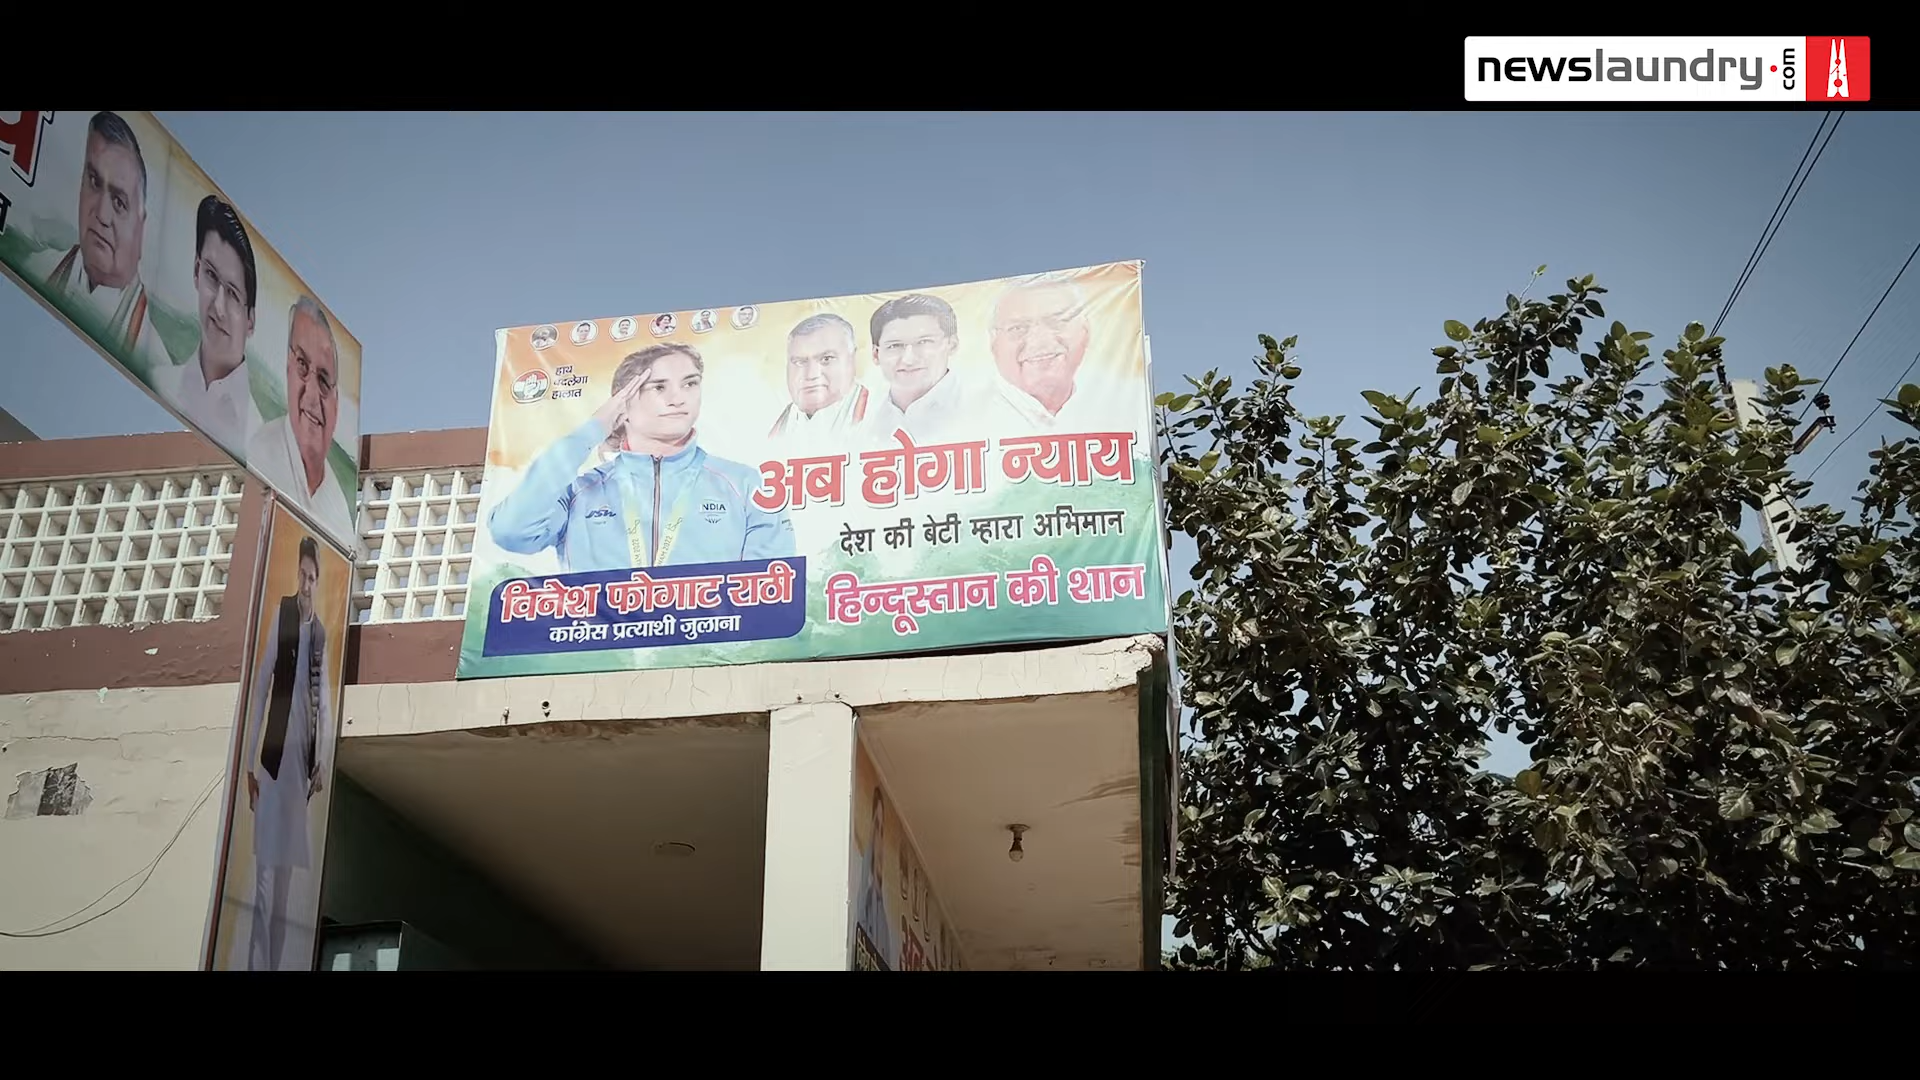 newslaundry.com
हाथ
बदलेगा
हालात
अब होगा न्याय
देश की बेटी म्हारा अभिमान
हिन्दूस्तान की शान
INDIA
JSW
विनेश फोगाट राठी
कांग्रेस प्रत्याशी जुलाना